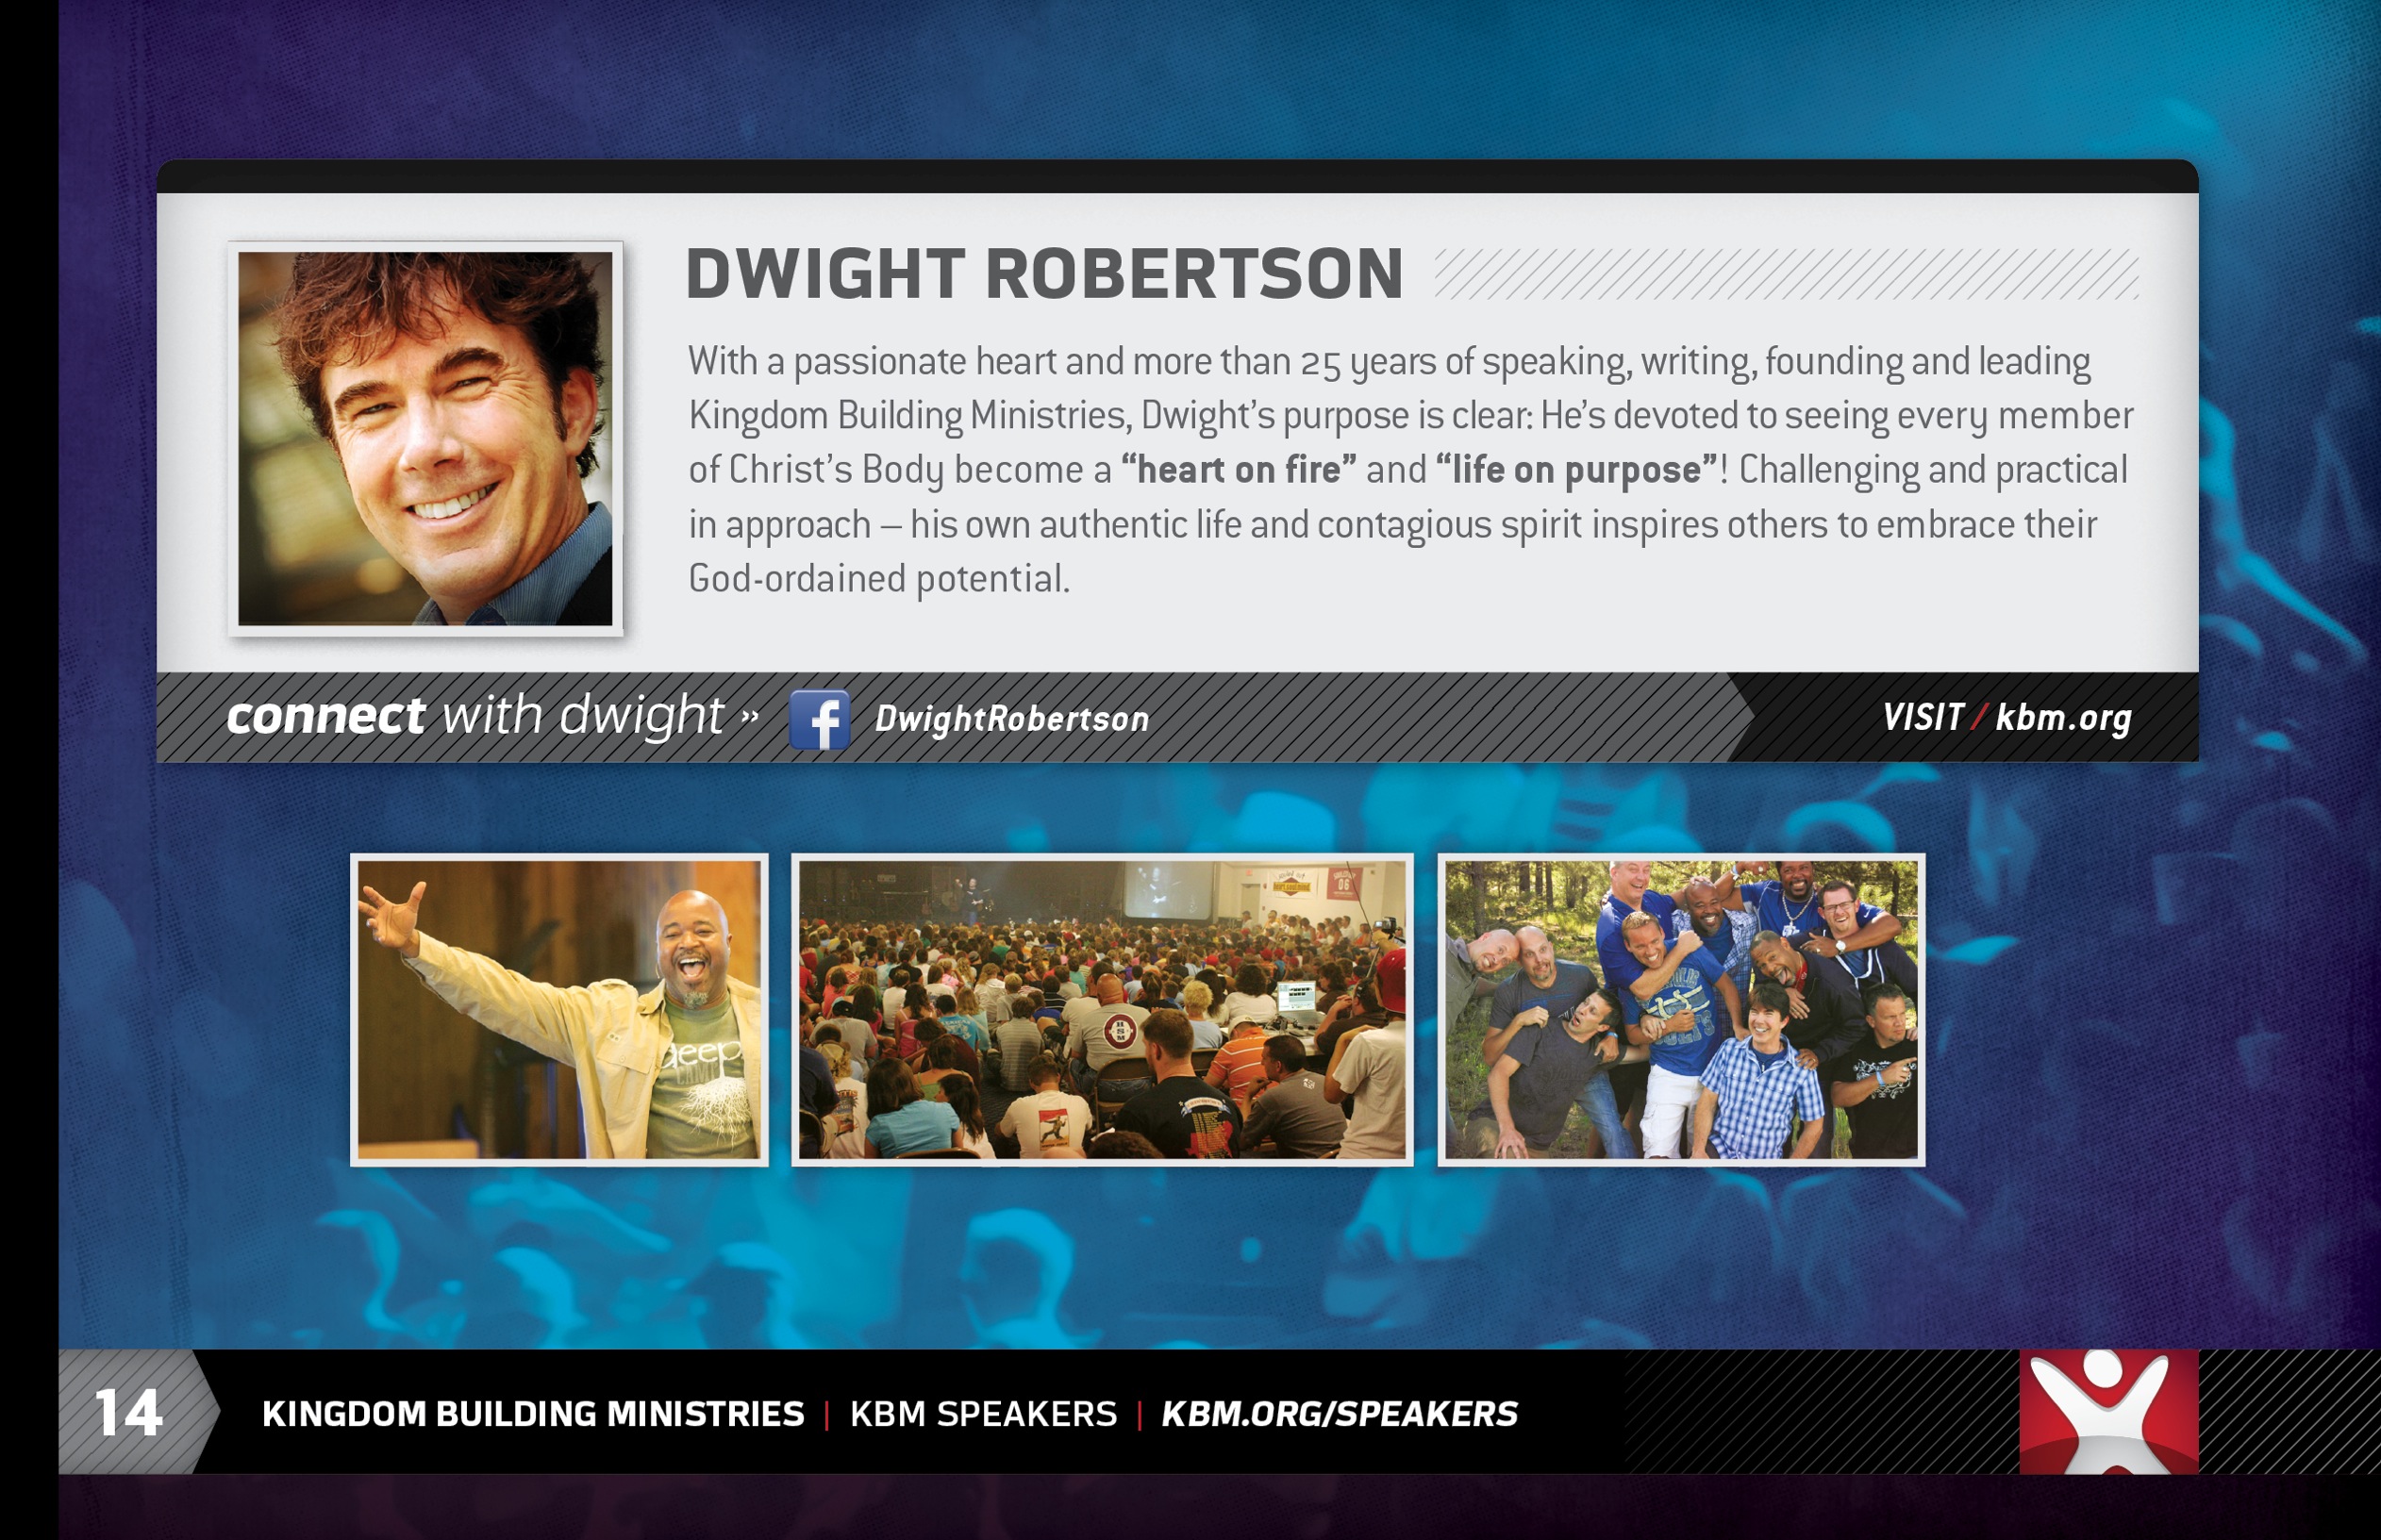 DWIGHT ROBERTSON
With a passionate heart and more than 25 years of speaking, writing, founding and leading
Kingdom Building Ministries, Dwight’s purpose is clear: He’s devoted to seeing every member
of Christ’s Body become a “heart on fire” and “life on purpose”! Challenging and practical
in approach – his own authentic life and contagious spirit inspires others to embrace their
God-ordained potential.
connect with dwight » f DwightRobertson
VISIT / kbm.org
deep
CAMP
06
HSM
14
KINGDOM BUILDING MINISTRIES | KBM SPEAKERS | KBM.ORG/SPEAKERS